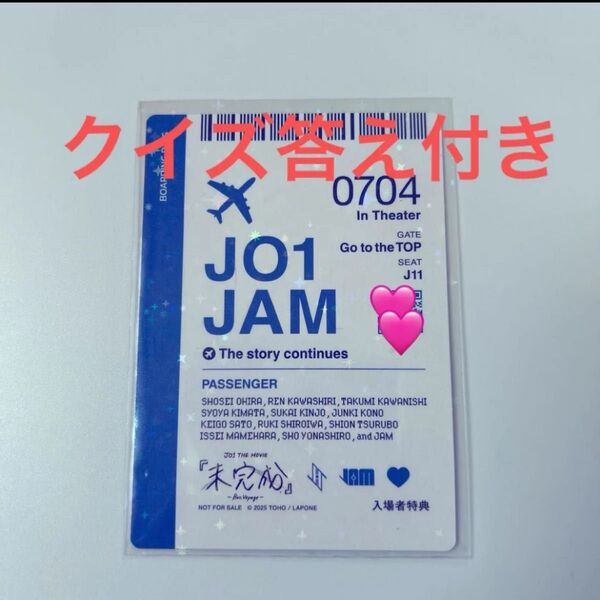 クイズ答え付き
BOARDING PASS
0704
In Theater
GATE
Go to the TOP
SEAT
J11
JO1
JAM
The story continues
PASSENGER
SHOSEI OHIRA, REN KAWASHIRI, TAKUMI KAWANISHI
SYOYA KIMATA, SUKAI KINJO, JUNKI KONO
KEIGO SATO, RUKI SHIROIWA, SHION TSURUBO
ISSEI MAMEHARA, SHO YONASHIRO, and JAM
JO1 THE MOVIE
『未完成』
-Bon Voyage-
JAM
入場者特典
NOT FOR SALE © 2025 TOHO / LAPONE